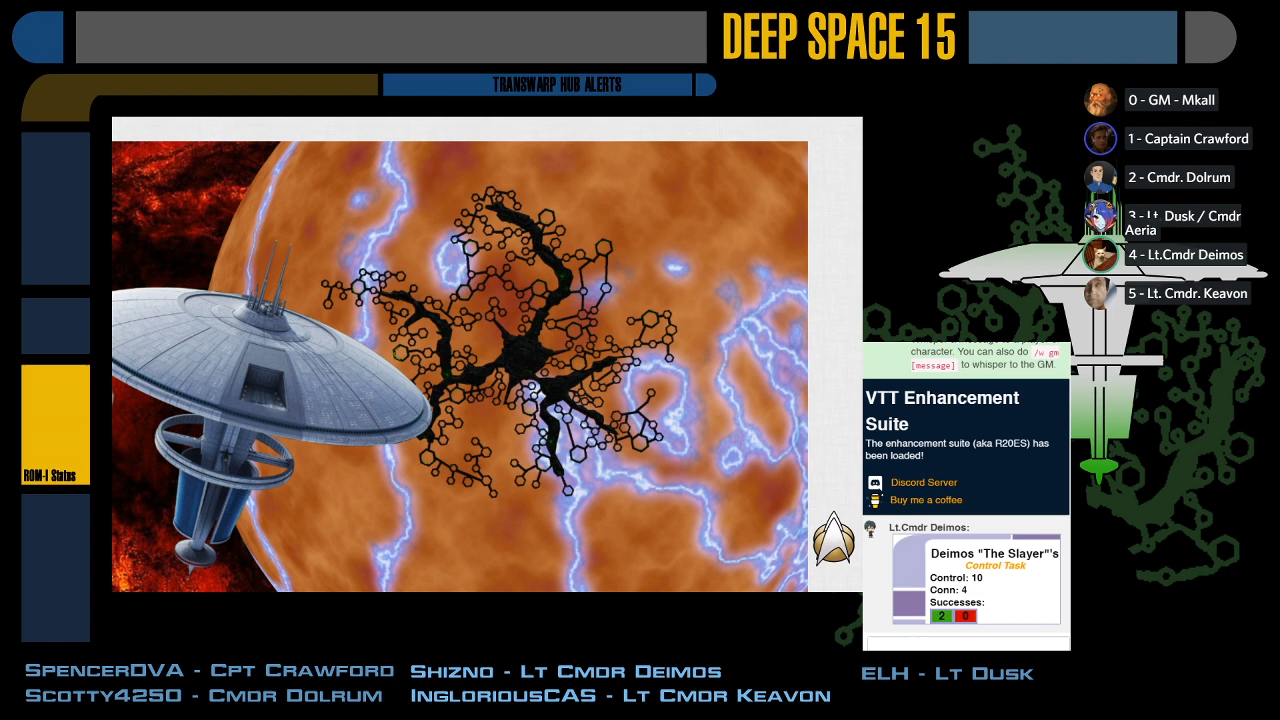 DEEP SPACE 15
TRANSWARP HUB ALERTS
0 - GM - Mkall
1 - Captain Crawford
2 - Cmdr. Dolrum
3 - Lt Dusk / Cmdr
Aeria
4 - Lt.Cmdr Deimos
5 - Lt. Cmdr. Keavon
character. You can also do /w gm
[message] to whisper to the GM.
VTT Enhancement
Suite
The enhancement suite (aka R20ES) has
been loaded!
Discord Server
Buy me a coffee
ROM-I Status
Lt.Cmdr Deimos:
Deimos "The Slayer"'s
Control Task
Control: 10
Conn: 4
Successes:
2 0
SpencerDVA - Cpt Crawford
Shizno - Lt Cmdr Deimos
ELH - Lt Dusk
Scotty4250 - Cmdr Dolrum
IngloriousCAS - Lt Cmdr Keavon